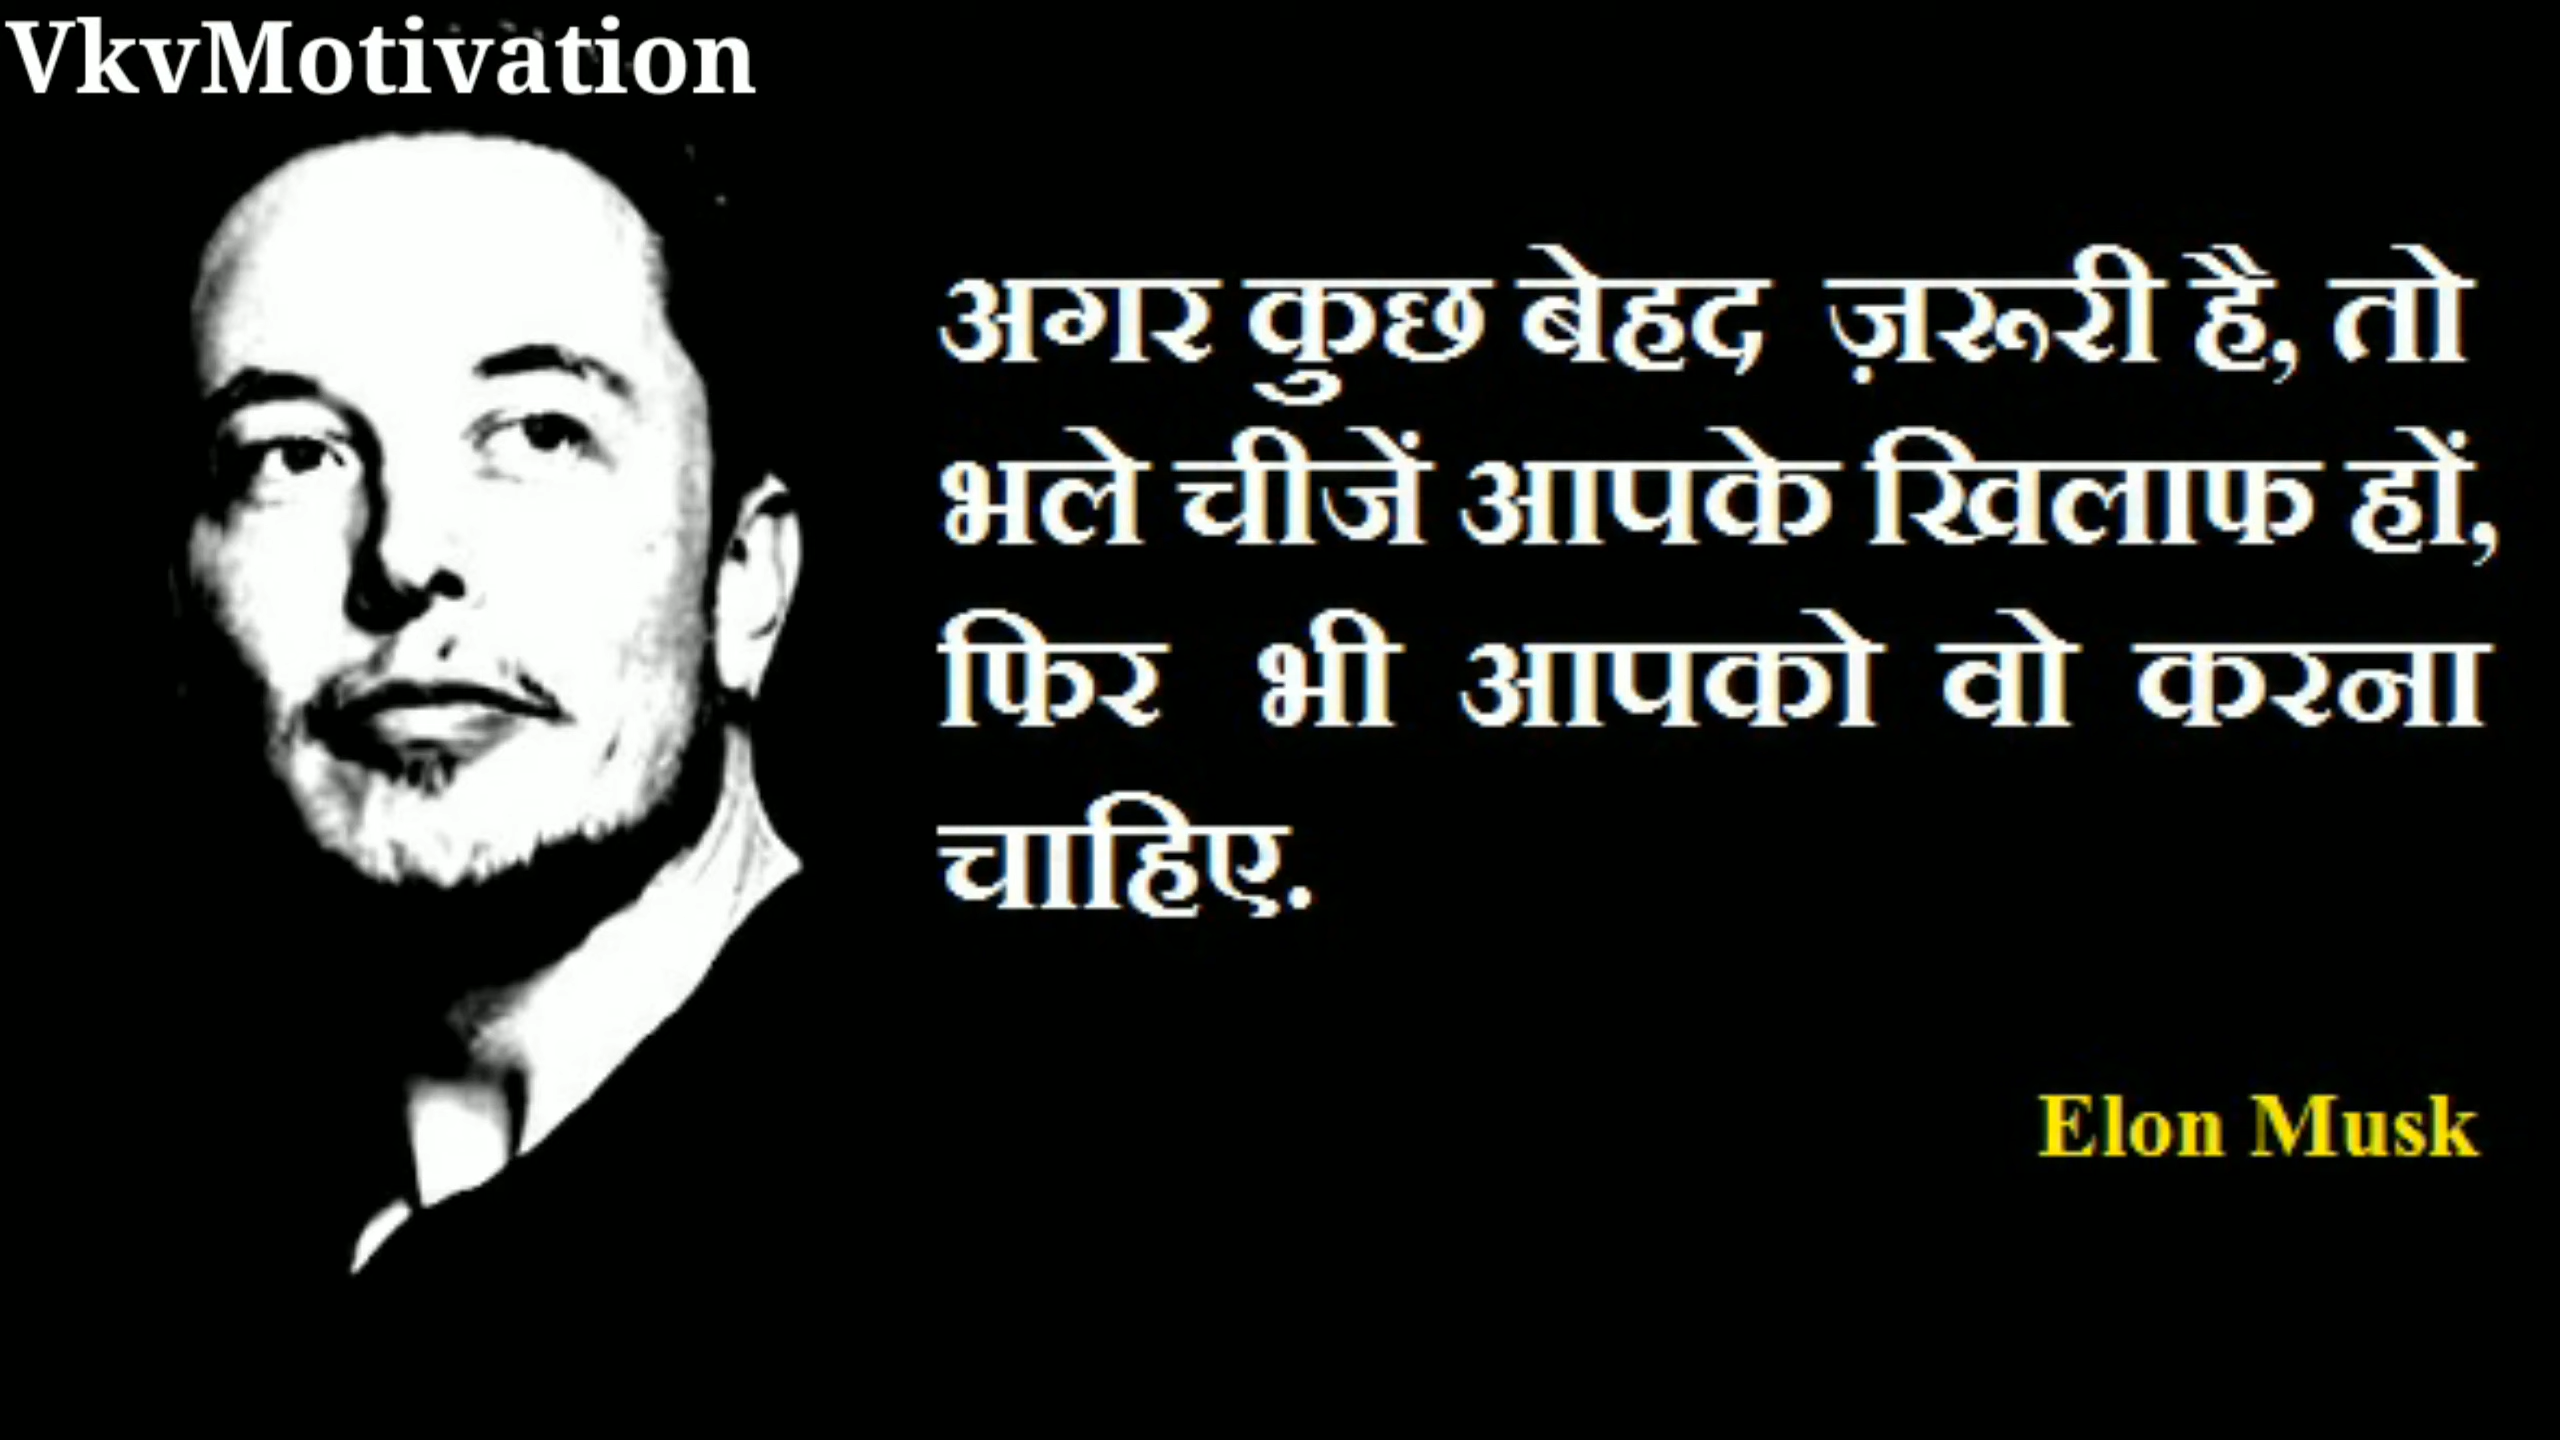 VkvMotivation
अगर कुछ बेहद ज़रूरी है, तो
भले चीजें आपके खिलाफ हों,
फिर भी आपको वो करना
चाहिए.
Elon Musk